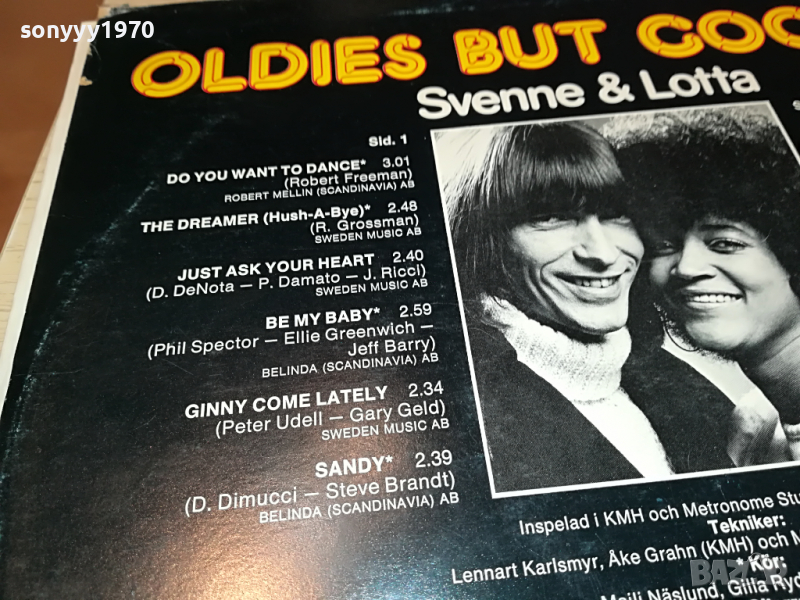 sonyyy1970
OLDIES BUT
Svenne & Lotta
Sid. 1
DO YOU WANT TO DANCE* 3.01
(Robert Freeman)
ROBERT MELLIN (SCANDINAVIA) AB
THE DREAMER (Hush-A-Bye)* 2.48
(R. Grossman)
SWEDEN MUSIC AB
JUST ASK YOUR HEART 2.40
(D. DeNota – P. Damato – J. Ricci)
SWEDEN MUSIC AB
BE MY BABY* 2.59
(Phil Spector – Ellie Greenwich –
Jeff Barry)
BELINDA (SCANDINAVIA) AB
GINNY COME LATELY 2.34
(Peter Udell – Gary Geld)
SWEDEN MUSIC AB
SANDY* 2.39
(D. Dimucci – Steve Brandt)
BELINDA (SCANDINAVIA) AB
Inspelad i KMH och Metronome Stu
Tekniker:
Lennart Karlsmyr, Åke Grahn (KMH) och M
* Kör:
Näslund, Gilla Ryd